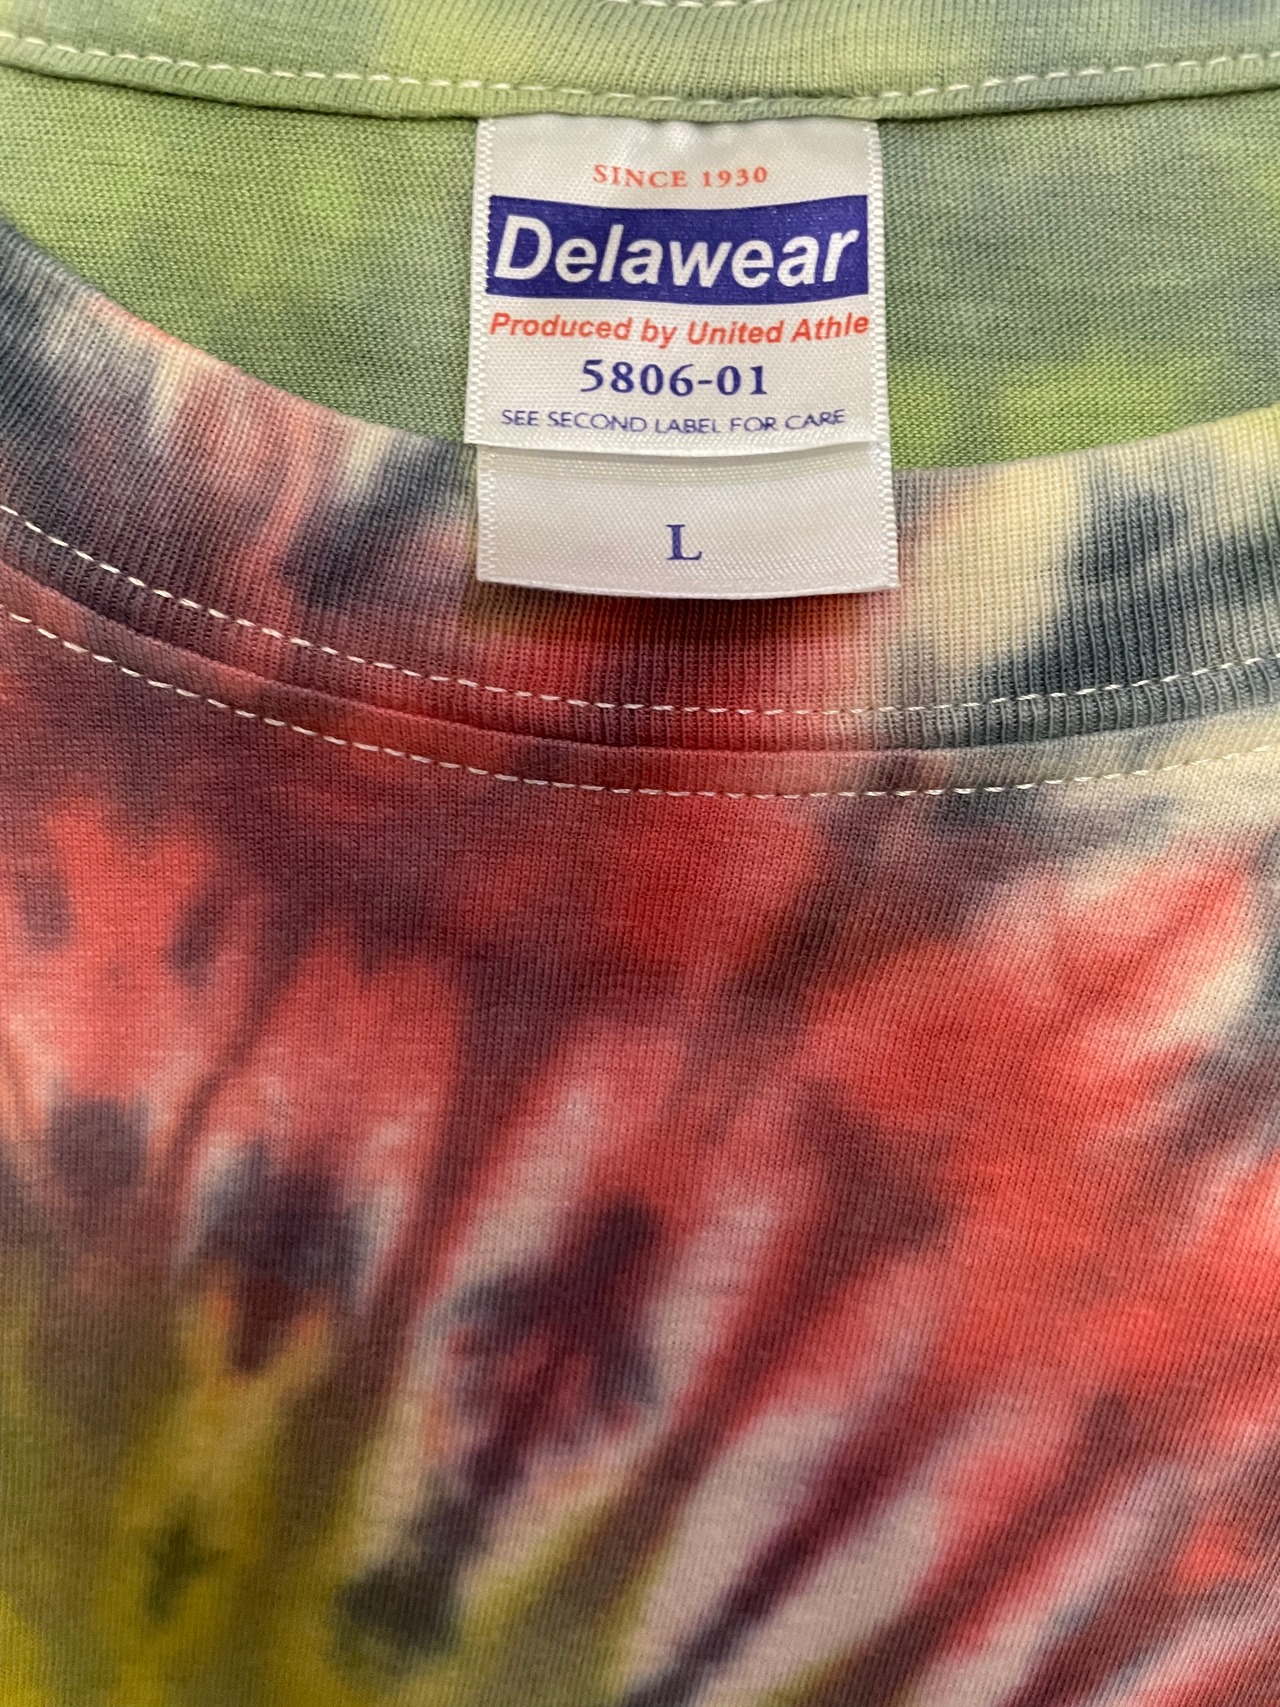 SINCE 1930
Delawear
Produced by United Athle
5806-01
SEE SECOND LABEL FOR CARE
L